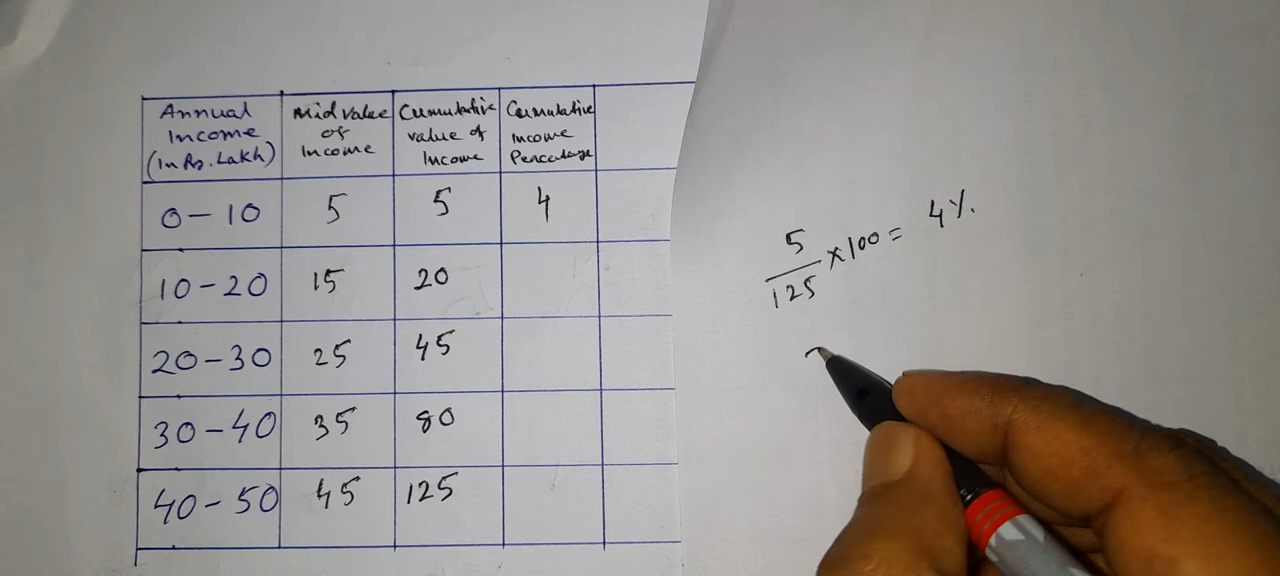 Annual Income (In Rs. Lakh) Mid value of Income Cumulative value of Income Cumulative Income Percentage
0-10 5 5 4
10-20 15 20
20-30 25 45
30-40 35 80
40-50 45 125
5/125 ×100= 4%.